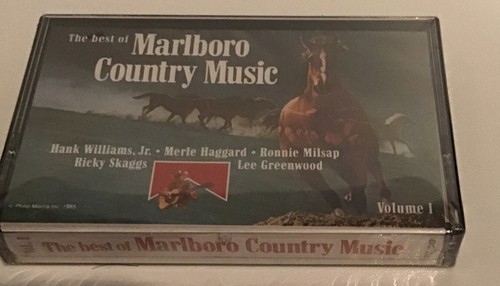 The best of Marlboro
Country Music
Hank Williams, Jr. • Merle Haggard • Ronnie Milsap
Ricky Skaggs Lee Greenwood
Volume 1
The best of Marlboro Country Music